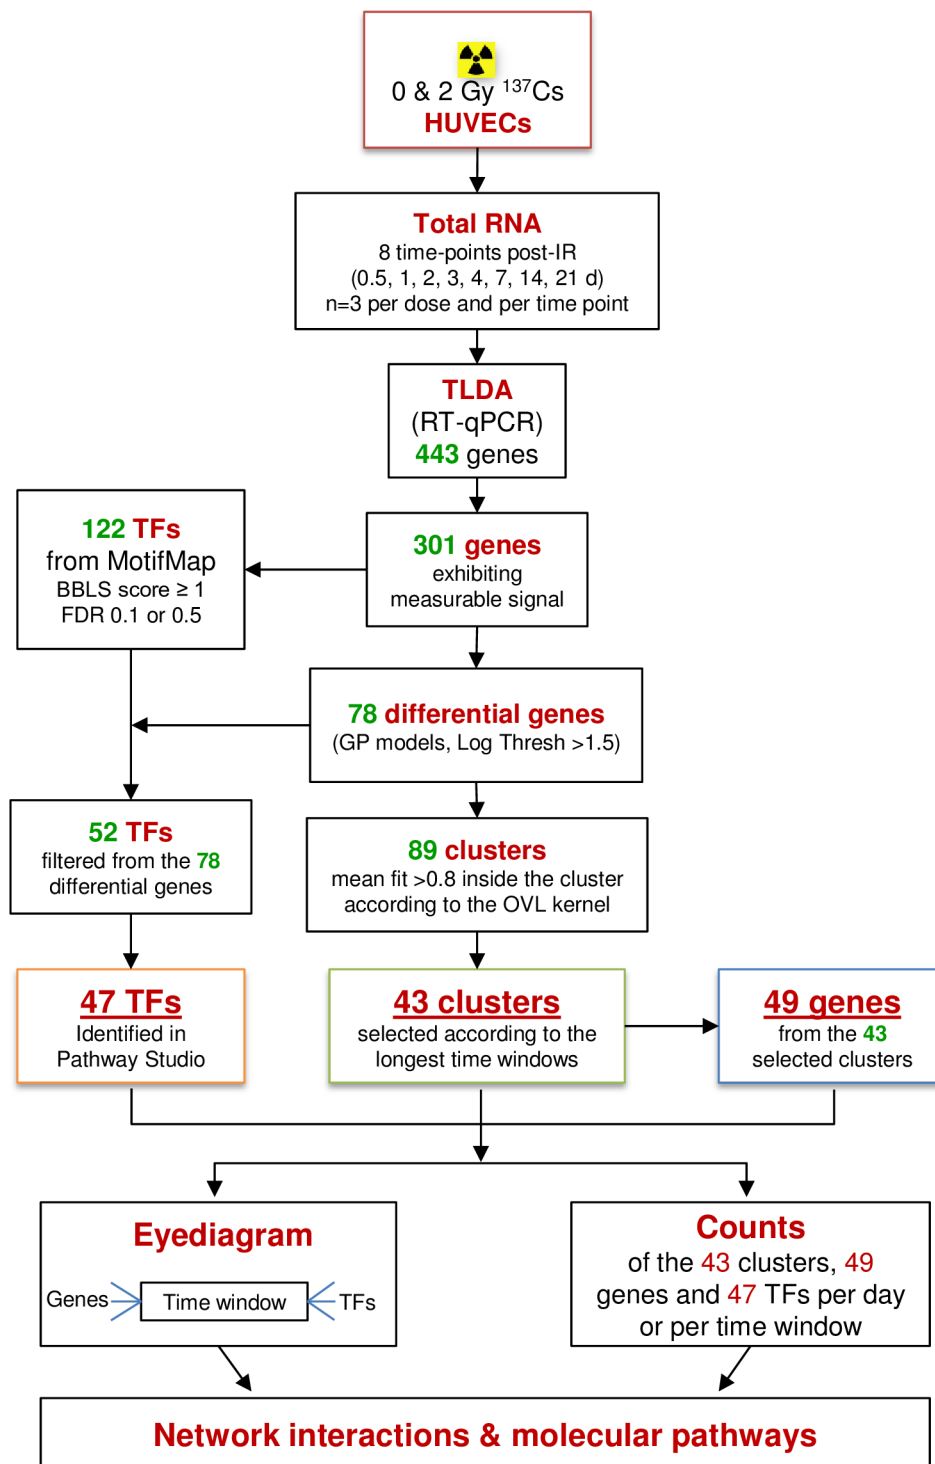 0 & 2 Gy ¹³⁷Cs
HUVECs
Total RNA
8 time-points post-IR
(0.5, 1, 2, 3, 4, 7, 14, 21 d)
n=3 per dose and per time point
TLDA
(RT-qPCR)
443 genes
122 TFs
from MotifMap
BBLS score ≥ 1
FDR 0.1 or 0.5
301 genes
exhibiting
measurable signal
78 differential genes
(GP models, Log Thresh >1.5)
52 TFs
filtered from the 78
differential genes
89 clusters
mean fit >0.8 inside the cluster
according to the OVL kernel
47 TFs
Identified in
Pathway Studio
43 clusters
selected according to the
longest time windows
49 genes
from the 43
selected clusters
Eyediagram
Genes Time window TFs
Counts
of the 43 clusters, 49
genes and 47 TFs per day
or per time window
Network interactions & molecular pathways